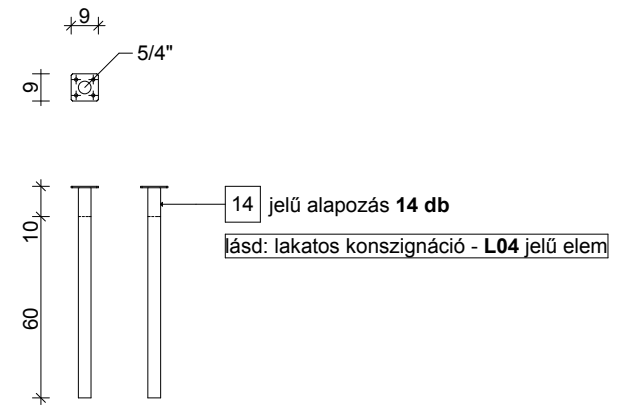 9
5/4"
9
14 jelű alapozás 14 db
10
lásd: lakatos konszignáció - L04 jelű elem
60